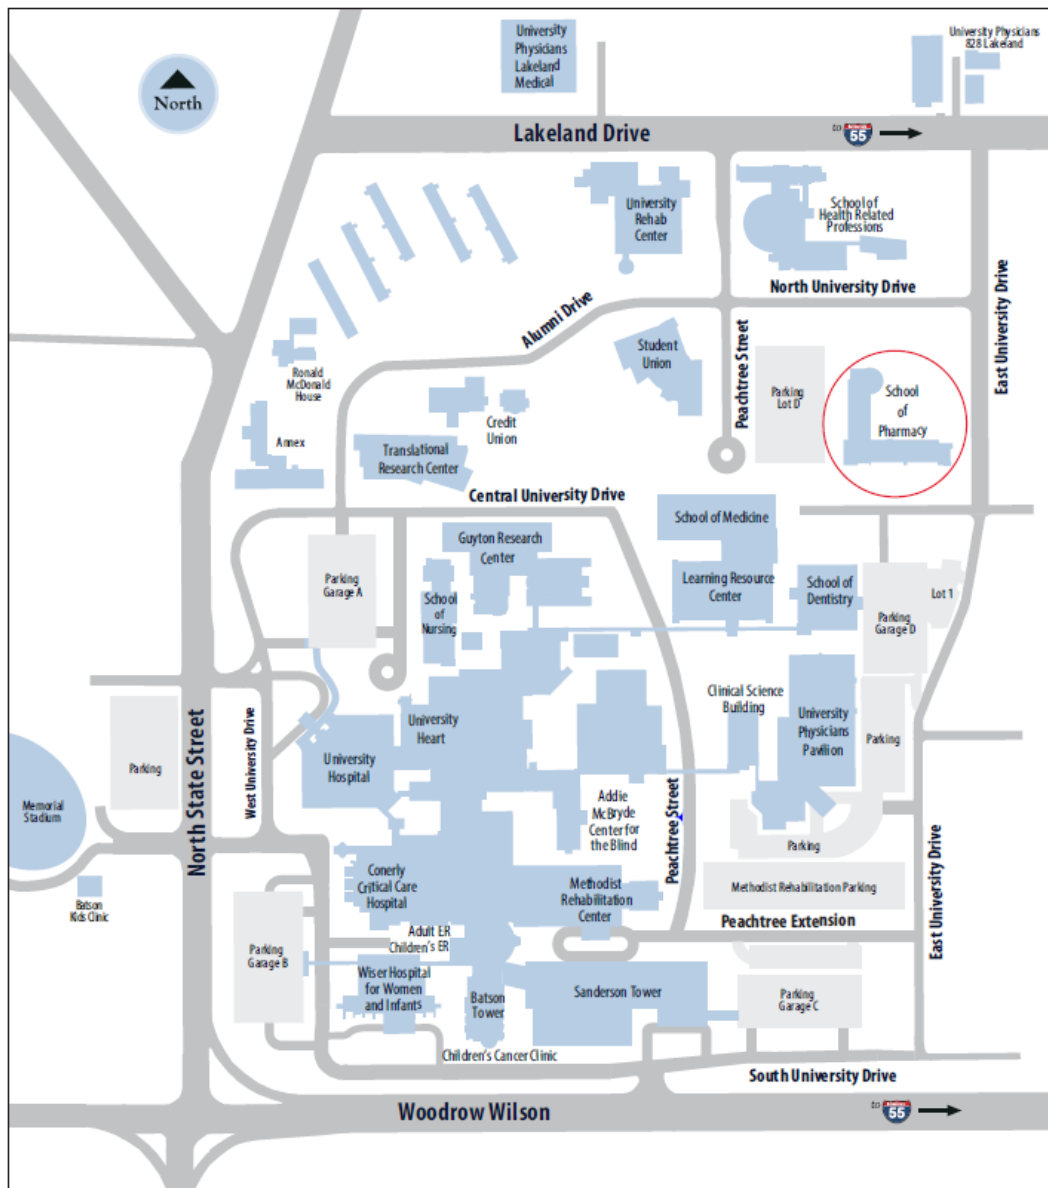 University
Physicians
Lakeland
Medical
University Physicians
828 Lakeland
North
Lakeland Drive
to
55
University
Rehab
Center
School of
Health Related
Professions
North University Drive
East University Drive
Alumni Drive
Student
Union
Peachtree Street
Parking
Lot D
School
of
Pharmacy
Ronald
McDonald
House
Annex
Credit
Union
Translational
Research Center
Central University Drive
Guyton Research
Center
School of Medicine
Learning Resource
Center
School of
Dentistry
Lot 1
Parking
Garage D
Parking
Garage A
School
of
Nursing
Clinical Science
Building
University
Physicians
Pavilion
Parking
University
Heart
University
Hospital
West University Drive
North State Street
Parking
Memorial
Stadium
Batson
Kids Clinic
Addie
McBryde
Center for
the Blind
Peachtree Street
Parking
Methodist Rehabilitation Parking
Peachtree Extension
East University Drive
Conerly
Critical Care
Hospital
Methodist
Rehabilitation
Center
Adult ER
Children's ER
Parking
Garage B
Wiser Hospital
for Women
and Infants
Batson
Tower
Sanderson Tower
Parking
Garage C
Children's Cancer Clinic
South University Drive
Woodrow Wilson
to
55